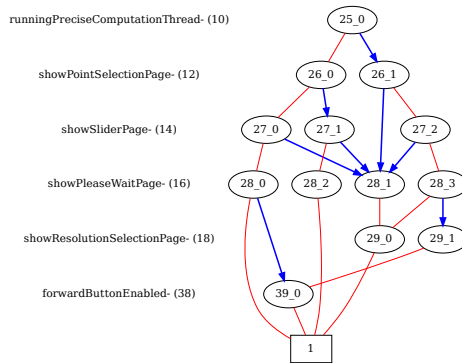 runningPreciseComputationThread- (10) 25_0
showPointSelectionPage- (12) 26_0 26_1
showSliderPage- (14) 27_0 27_1 27_2
showPleaseWaitPage- (16) 28_0 28_2 28_1 28_3
showResolutionSelectionPage- (18) 29_0 29_1
forwardButtonEnabled- (38) 39_0
1